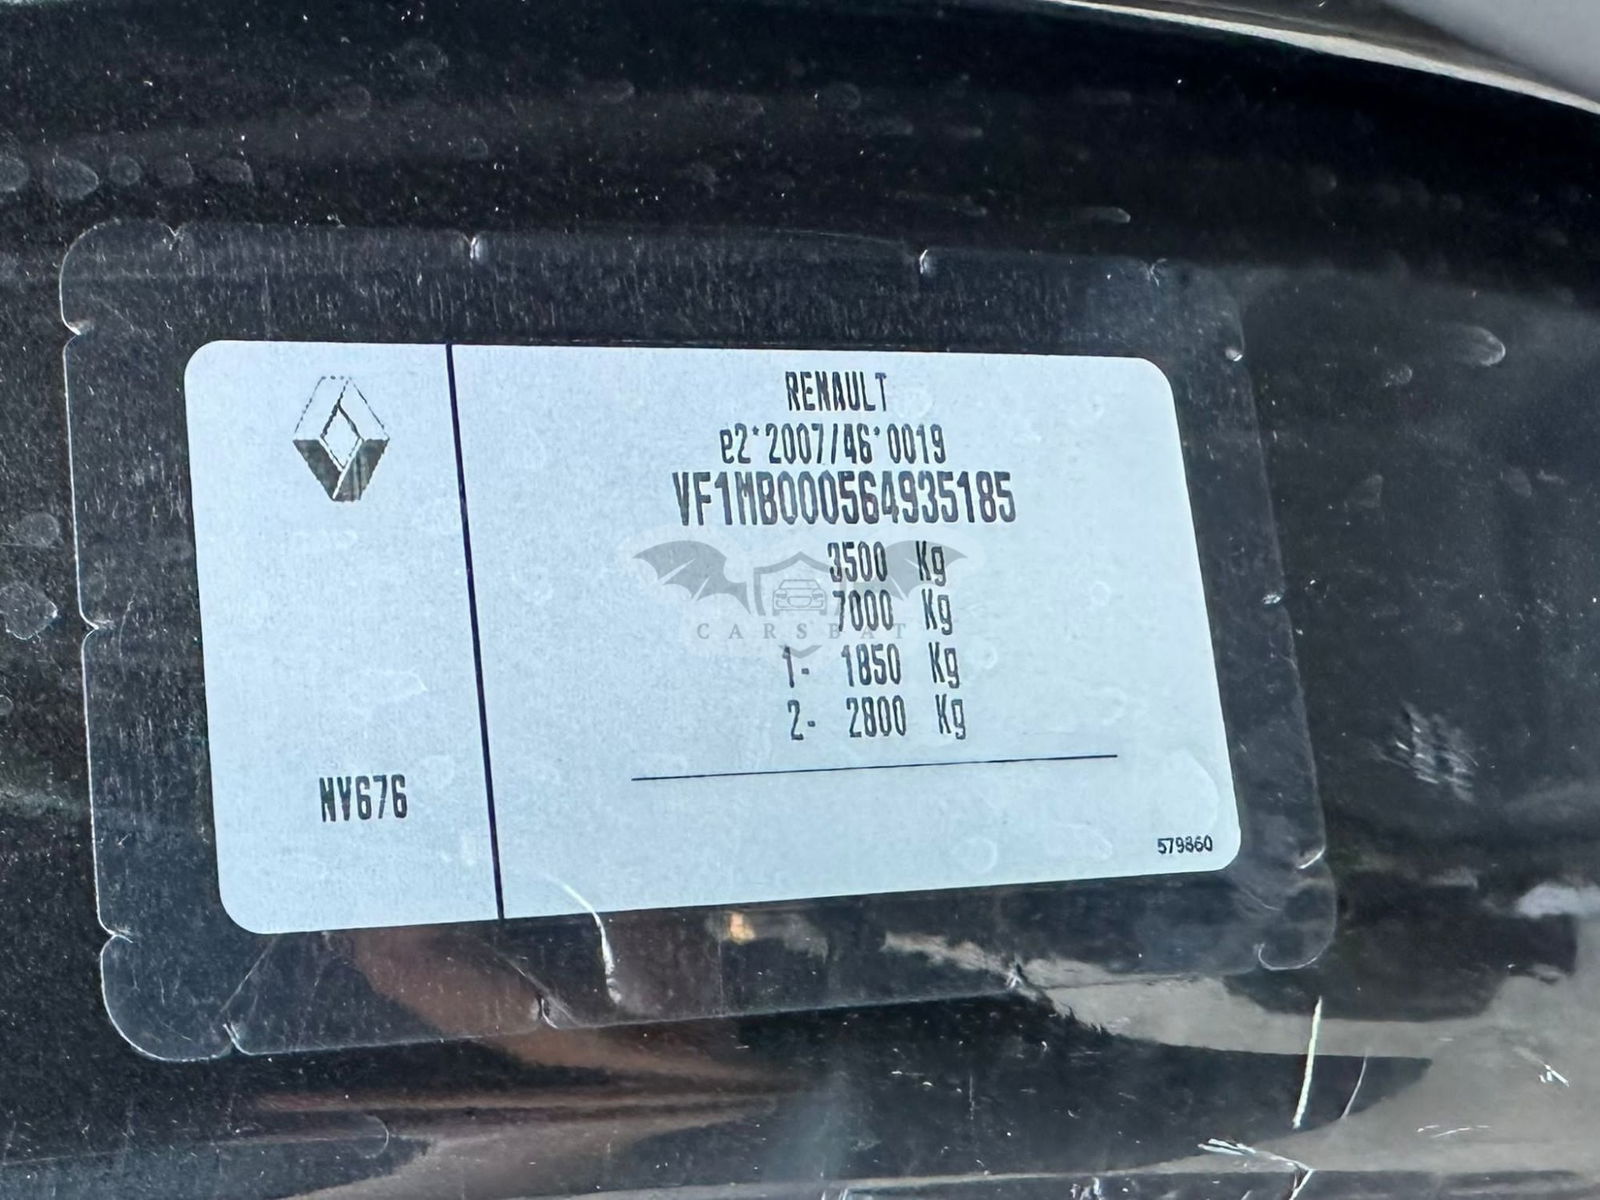 RENAULT
e2*2007/46*0019
VF1MB000564935185
3500 Kg
7000 Kg
CARSBAT
1- 1850 Kg
2- 2800 Kg
NV676
579860